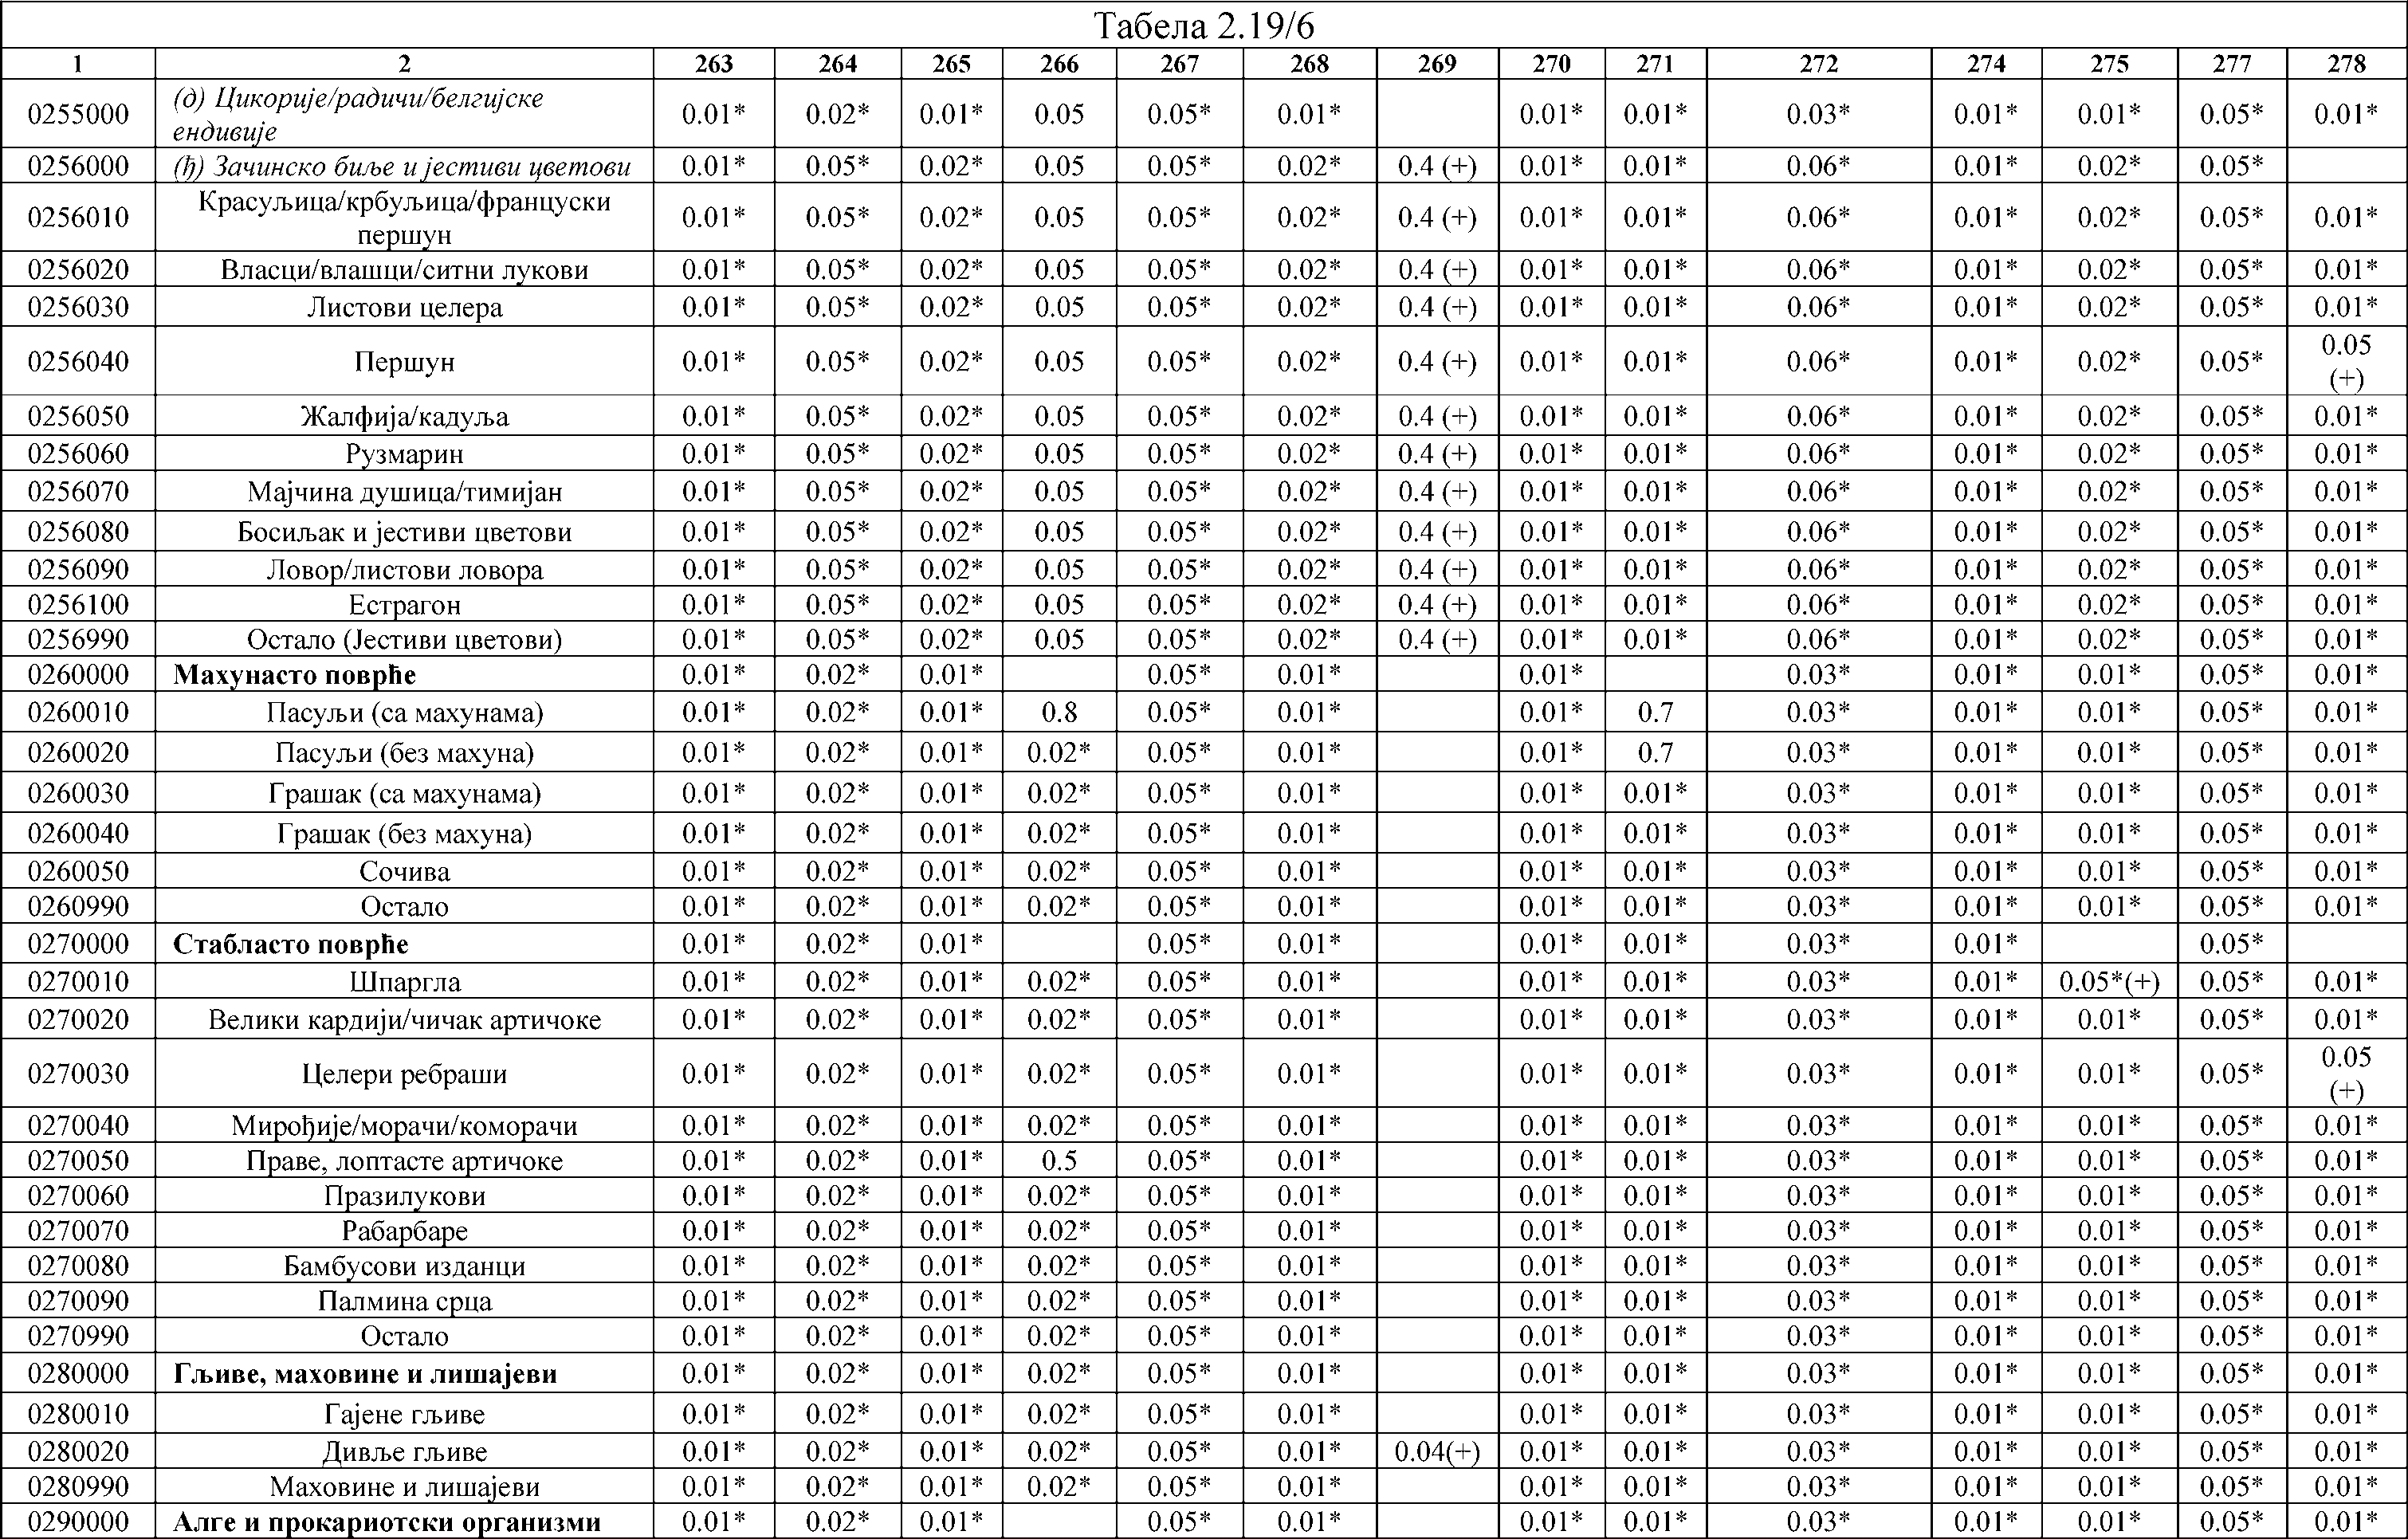 Табела 2.19/6
1 2 263 264 265 266 267 268 269 270 271 272 274 275 277 278
0255000 (д) Цикорије/радичи/белгијске ендивије 0.01* 0.02* 0.01* 0.05 0.05* 0.01* 0.01* 0.01* 0.03* 0.01* 0.01* 0.05* 0.01*
0256000 (ђ) Зачинско биље и јестиви цветови 0.01* 0.05* 0.02* 0.05 0.05* 0.02* 0.4 (+) 0.01* 0.01* 0.06* 0.01* 0.02* 0.05*
0256010 Красуљица/крбуљица/француски першун 0.01* 0.05* 0.02* 0.05 0.05* 0.02* 0.4 (+) 0.01* 0.01* 0.06* 0.01* 0.02* 0.05* 0.01*
0256020 Власци/влашци/ситни лукови 0.01* 0.05* 0.02* 0.05 0.05* 0.02* 0.4 (+) 0.01* 0.01* 0.06* 0.01* 0.02* 0.05* 0.01*
0256030 Листови целера 0.01* 0.05* 0.02* 0.05 0.05* 0.02* 0.4 (+) 0.01* 0.01* 0.06* 0.01* 0.02* 0.05* 0.01*
0256040 Першун 0.01* 0.05* 0.02* 0.05 0.05* 0.02* 0.4 (+) 0.01* 0.01* 0.06* 0.01* 0.02* 0.05* 0.05 (+)
0256050 Жалфија/кадуља 0.01* 0.05* 0.02* 0.05 0.05* 0.02* 0.4 (+) 0.01* 0.01* 0.06* 0.01* 0.02* 0.05* 0.01*
0256060 Рузмарин 0.01* 0.05* 0.02* 0.05 0.05* 0.02* 0.4 (+) 0.01* 0.01* 0.06* 0.01* 0.02* 0.05* 0.01*
0256070 Мајчина душица/тимијан 0.01* 0.05* 0.02* 0.05 0.05* 0.02* 0.4 (+) 0.01* 0.01* 0.06* 0.01* 0.02* 0.05* 0.01*
0256080 Босиљак и јестиви цветови 0.01* 0.05* 0.02* 0.05 0.05* 0.02* 0.4 (+) 0.01* 0.01* 0.06* 0.01* 0.02* 0.05* 0.01*
0256090 Ловор/листови ловора 0.01* 0.05* 0.02* 0.05 0.05* 0.02* 0.4 (+) 0.01* 0.01* 0.06* 0.01* 0.02* 0.05* 0.01*
0256100 Естрагон 0.01* 0.05* 0.02* 0.05 0.05* 0.02* 0.4 (+) 0.01* 0.01* 0.06* 0.01* 0.02* 0.05* 0.01*
0256990 Остало (Јестиви цветови) 0.01* 0.05* 0.02* 0.05 0.05* 0.02* 0.4 (+) 0.01* 0.01* 0.06* 0.01* 0.02* 0.05* 0.01*
0260000 Махунасто поврће 0.01* 0.02* 0.01* 0.05* 0.01* 0.01* 0.03* 0.01* 0.01* 0.05* 0.01*
0260010 Пасуљи (са махунама) 0.01* 0.02* 0.01* 0.8 0.05* 0.01* 0.01* 0.7 0.03* 0.01* 0.01* 0.05* 0.01*
0260020 Пасуљи (без махуна) 0.01* 0.02* 0.01* 0.02* 0.05* 0.01* 0.01* 0.7 0.03* 0.01* 0.01* 0.05* 0.01*
0260030 Грашак (са махунама) 0.01* 0.02* 0.01* 0.02* 0.05* 0.01* 0.01* 0.01* 0.03* 0.01* 0.01* 0.05* 0.01*
0260040 Грашак (без махуна) 0.01* 0.02* 0.01* 0.02* 0.05* 0.01* 0.01* 0.01* 0.03* 0.01* 0.01* 0.05* 0.01*
0260050 Сочива 0.01* 0.02* 0.01* 0.02* 0.05* 0.01* 0.01* 0.01* 0.03* 0.01* 0.01* 0.05* 0.01*
0260990 Остало 0.01* 0.02* 0.01* 0.02* 0.05* 0.01* 0.01* 0.01* 0.03* 0.01* 0.01* 0.05* 0.01*
0270000 Стабласто поврће 0.01* 0.02* 0.01* 0.05* 0.01* 0.01* 0.01* 0.03* 0.01* 0.05*
0270010 Шпаргла 0.01* 0.02* 0.01* 0.02* 0.05* 0.01* 0.01* 0.01* 0.03* 0.01* 0.05*(+) 0.05* 0.01*
0270020 Велики кардији/чичак артичоке 0.01* 0.02* 0.01* 0.02* 0.05* 0.01* 0.01* 0.01* 0.03* 0.01* 0.01* 0.05* 0.01*
0270030 Целери ребраши 0.01* 0.02* 0.01* 0.02* 0.05* 0.01* 0.01* 0.01* 0.03* 0.01* 0.01* 0.05* 0.05 (+)
0270040 Мирођије/морачи/коморачи 0.01* 0.02* 0.01* 0.02* 0.05* 0.01* 0.01* 0.01* 0.03* 0.01* 0.01* 0.05* 0.01*
0270050 Праве, лоптасте артичоке 0.01* 0.02* 0.01* 0.5 0.05* 0.01* 0.01* 0.01* 0.03* 0.01* 0.01* 0.05* 0.01*
0270060 Празилукови 0.01* 0.02* 0.01* 0.02* 0.05* 0.01* 0.01* 0.01* 0.03* 0.01* 0.01* 0.05* 0.01*
0270070 Рабарбаре 0.01* 0.02* 0.01* 0.02* 0.05* 0.01* 0.01* 0.01* 0.03* 0.01* 0.01* 0.05* 0.01*
0270080 Бамбусови изданци 0.01* 0.02* 0.01* 0.02* 0.05* 0.01* 0.01* 0.01* 0.03* 0.01* 0.01* 0.05* 0.01*
0270090 Палмина срца 0.01* 0.02* 0.01* 0.02* 0.05* 0.01* 0.01* 0.01* 0.03* 0.01* 0.01* 0.05* 0.01*
0270990 Остало 0.01* 0.02* 0.01* 0.02* 0.05* 0.01* 0.01* 0.01* 0.03* 0.01* 0.01* 0.05* 0.01*
0280000 Гљиве, маховине и лишајеви 0.01* 0.02* 0.01* 0.02* 0.05* 0.01* 0.01* 0.01* 0.03* 0.01* 0.01* 0.05* 0.01*
0280010 Гајене гљиве 0.01* 0.02* 0.01* 0.02* 0.05* 0.01* 0.01* 0.01* 0.03* 0.01* 0.01* 0.05* 0.01*
0280020 Дивље гљиве 0.01* 0.02* 0.01* 0.02* 0.05* 0.01* 0.04(+) 0.01* 0.01* 0.03* 0.01* 0.01* 0.05* 0.01*
0280990 Маховине и лишајеви 0.01* 0.02* 0.01* 0.02* 0.05* 0.01* 0.01* 0.01* 0.03* 0.01* 0.01* 0.05* 0.01*
0290000 Алге и прокариотски организми 0.01* 0.02* 0.01* 0.05* 0.01* 0.01* 0.01* 0.03* 0.01* 0.01* 0.05* 0.01*